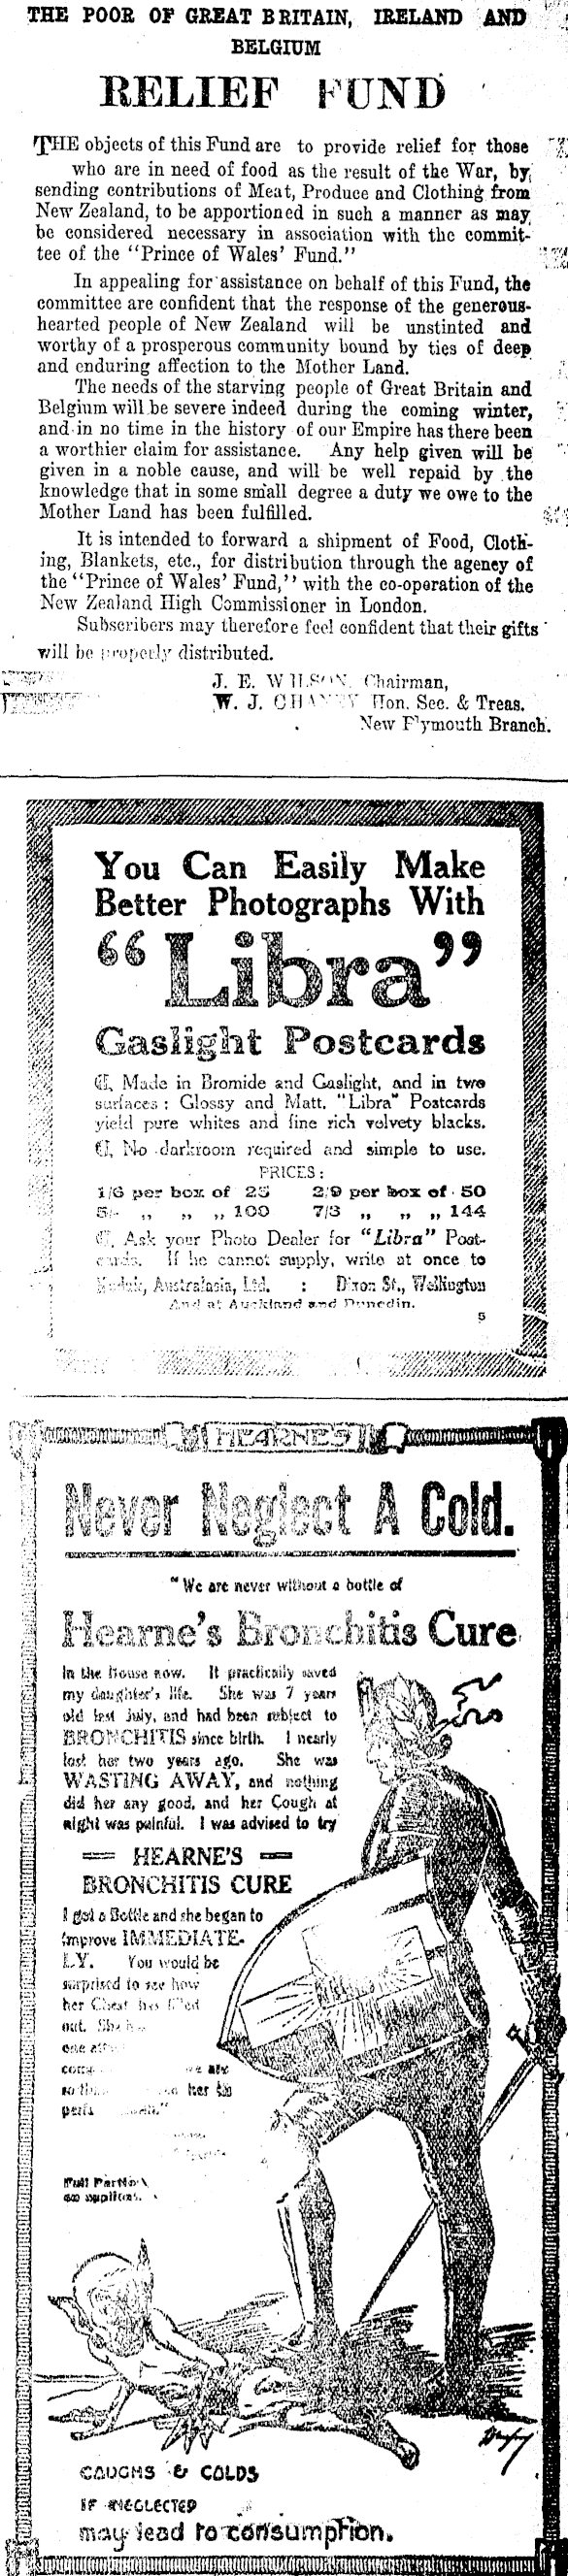 THE POOR OF GREAT BRITAIN, IRELAND AND
BELGIUM
RELIEF FUND
THE objects of this Fund are to provide relief for those
who are in need of food as the result of the War, by
sending contributions of Meat, Produce and Clothing from
New Zealand, to be apportioned in such a manner as may
be considered necessary in association with the commit-
tee of the "Prince of Wales' Fund."
In appealing for assistance on behalf of this Fund, the
committee are confident that the response of the generous-
hearted people of New Zealand will be unstinted and
worthy of a prosperous community bound by ties of deep
and enduring affection to the Mother Land.
The needs of the starving people of Great Britain and
Belgium will be severe indeed during the coming winter,
and in no time in the history of our Empire has there been
a worthier claim for assistance. Any help given will be
given in a noble cause, and will be well repaid by the
knowledge that in some small degree a duty we owe to the
Mother Land has been fulfilled.
It is intended to forward a shipment of Food, Cloth-
ing, Blankets, etc., for distribution through the agency of
the "Prince of Wales' Fund," with the co-operation of the
New Zealand High Commissioner in London.
Subscribers may therefore feel confident that their gifts
will be properly distributed.
J. E. WILSON, Chairman,
W. J. CHANEY Hon. Sec. & Treas.
New Plymouth Branch.
You Can Easily Make
Better Photographs With
"Libra"
Gaslight Postcards
Made in Bromide and Gaslight, and in two
surfaces: Glossy and Matt. "Libra" Postcards
yield pure whites and fine rich velvety blacks.
No darkroom required and simple to use.
PRICES:
1/6 per box of 25 2/9 per box of 50
5/- „ „ „ 100 7/3 „ „ „ 144
Ask your Photo Dealer for "Libra" Post-
cards. If he cannot supply, write at once to
Kodak, Australasia, Ltd. : Dixon St., Wellington
And at Auckland and Dunedin.
5
HEARNE'S
Never Neglect A Cold.
"We are never without a bottle of
Hearne's Bronchitis Cure
in the house now. It practically saved
my daughter's life. She was 7 years
old last July, and had been subject to
BRONCHITIS since birth. I nearly
lost her two years ago. She was
WASTING AWAY, and nothing
did her any good, and her Cough at
night was painful. I was advised to try
HEARNE'S
BRONCHITIS CURE
I got a Bottle and she began to
improve IMMEDIATE-
LY. You would be
surprised to see how
her Chest has filled
out. She
one
we are
her so
Full
COUGHS & COLDS
IF NEGLECTED
may lead to consumption.